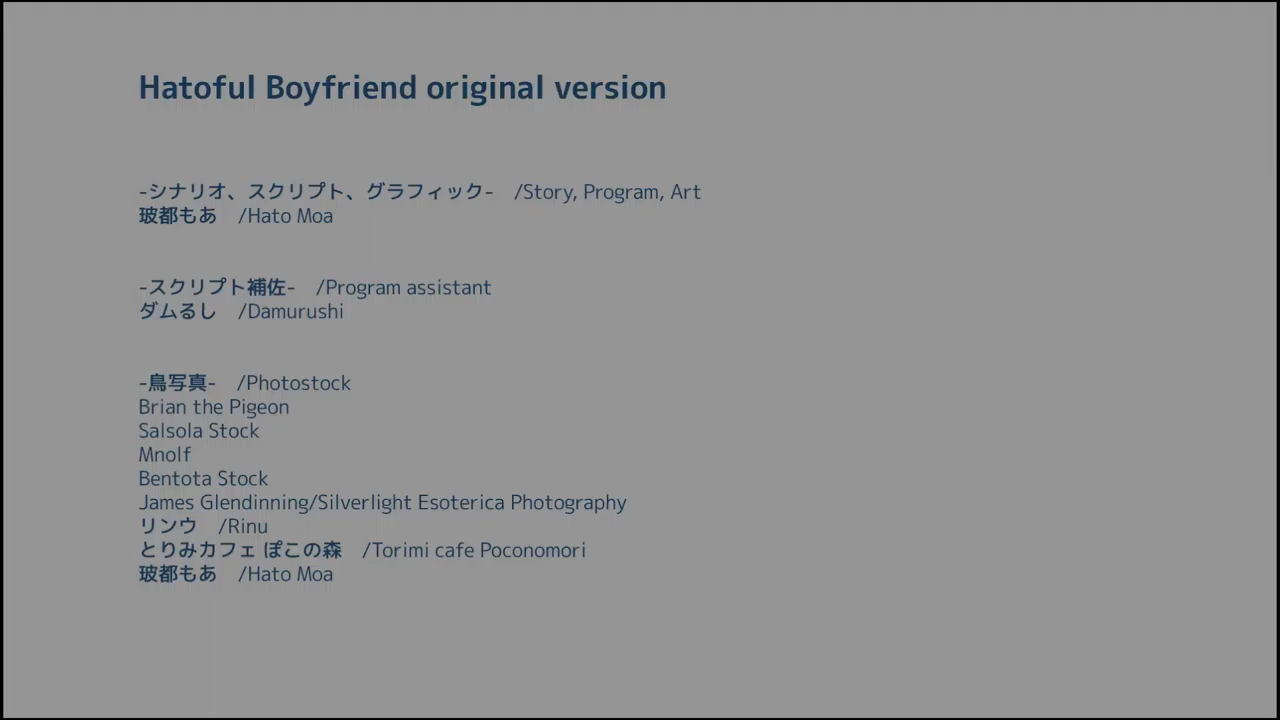 Hatoful Boyfriend original version
-シナリオ、スクリプト、グラフィック-　/Story, Program, Art
玻都もあ　/Hato Moa
-スクリプト補佐-　/Program assistant
ダムるし　/Damurushi
-鳥写真-　/Photostock
Brian the Pigeon
Salsola Stock
Mnolf
Bentota Stock
James Glendinning/Silverlight Esoterica Photography
リンウ　/Rinu
とりみカフェ ぽこの森　/Torimi cafe Poconomori
玻都もあ　/Hato Moa